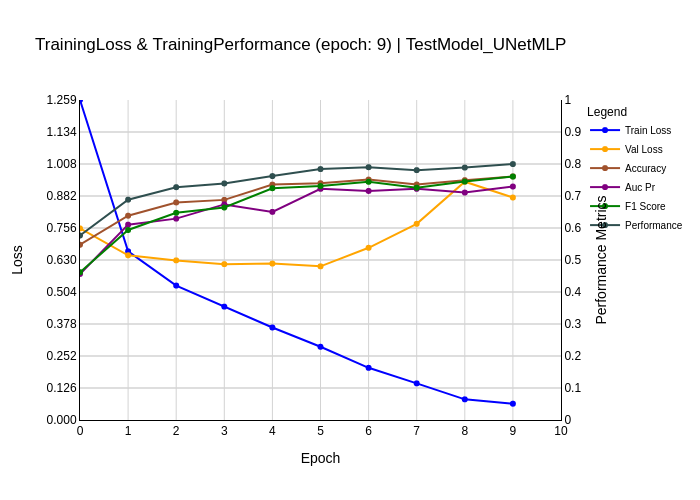 TrainingLoss & TrainingPerformance (epoch: 9) | TestModel_UNetMLP
1.259
1.134
1.008
0.882
0.756
0.630
0.504
0.378
0.252
0.126
0.000
Loss
0 1 2 3 4 5 6 7 8 9 10
Epoch
1
0.9
0.8
0.7
0.6
0.5
0.4
0.3
0.2
0.1
0
Performance Metrics
Legend
Train Loss
Val Loss
Accuracy
Auc Pr
F1 Score
Performance